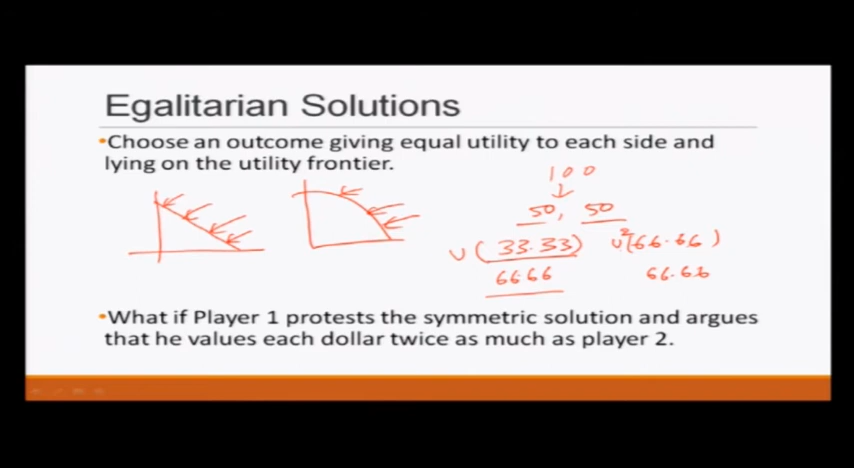 Egalitarian Solutions
•Choose an outcome giving equal utility to each side and
lying on the utility frontier.
100
50, 50
U (33.33) U²(66.66)
66.66 66.66
•What if Player 1 protests the symmetric solution and argues
that he values each dollar twice as much as player 2.